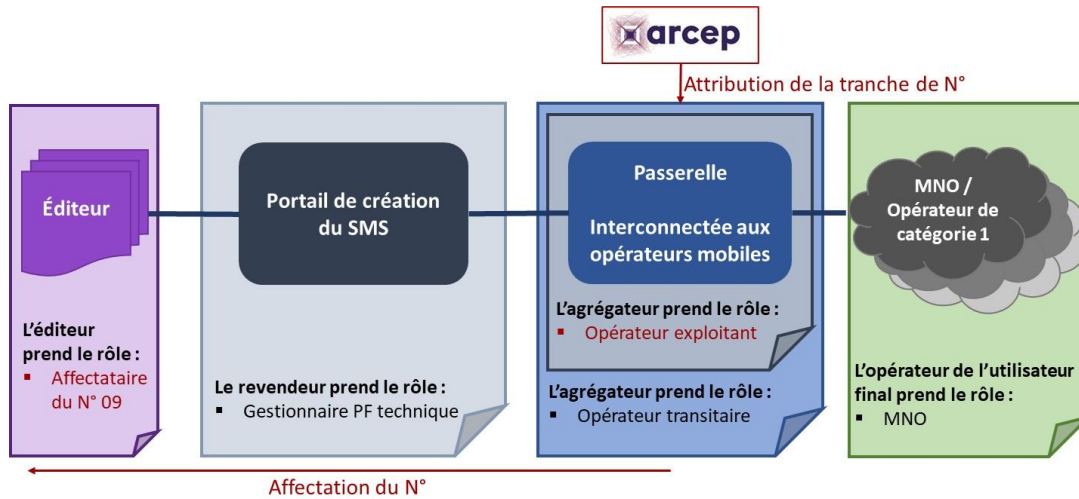 arcep
Attribution de la tranche de N°
Éditeur
L'éditeur
prend le rôle :
▪ Affectataire
du N° 09
Portail de création
du SMS
Le revendeur prend le rôle :
▪ Gestionnaire PF technique
Passerelle
Interconnectée aux
opérateurs mobiles
L'agrégateur prend le rôle :
▪ Opérateur exploitant
L'agrégateur prend le rôle :
▪ Opérateur transitaire
MNO /
Opérateur de
catégorie 1
L'opérateur de l'utilisateur
final prend le rôle :
▪ MNO
Affectation du N°